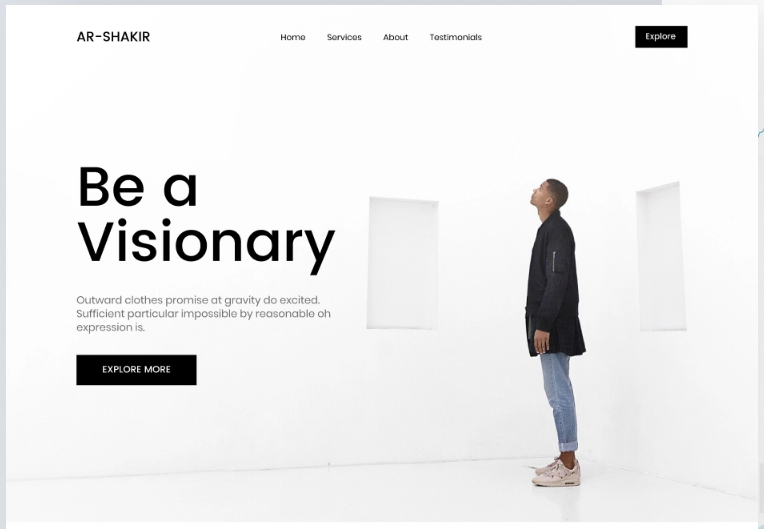 AR-SHAKIR
Home Services About Testimonials
Explore
Be a
Visionary
Outward clothes promise at gravity do excited.
Sufficient particular impossible by reasonable oh
expression is.
EXPLORE MORE